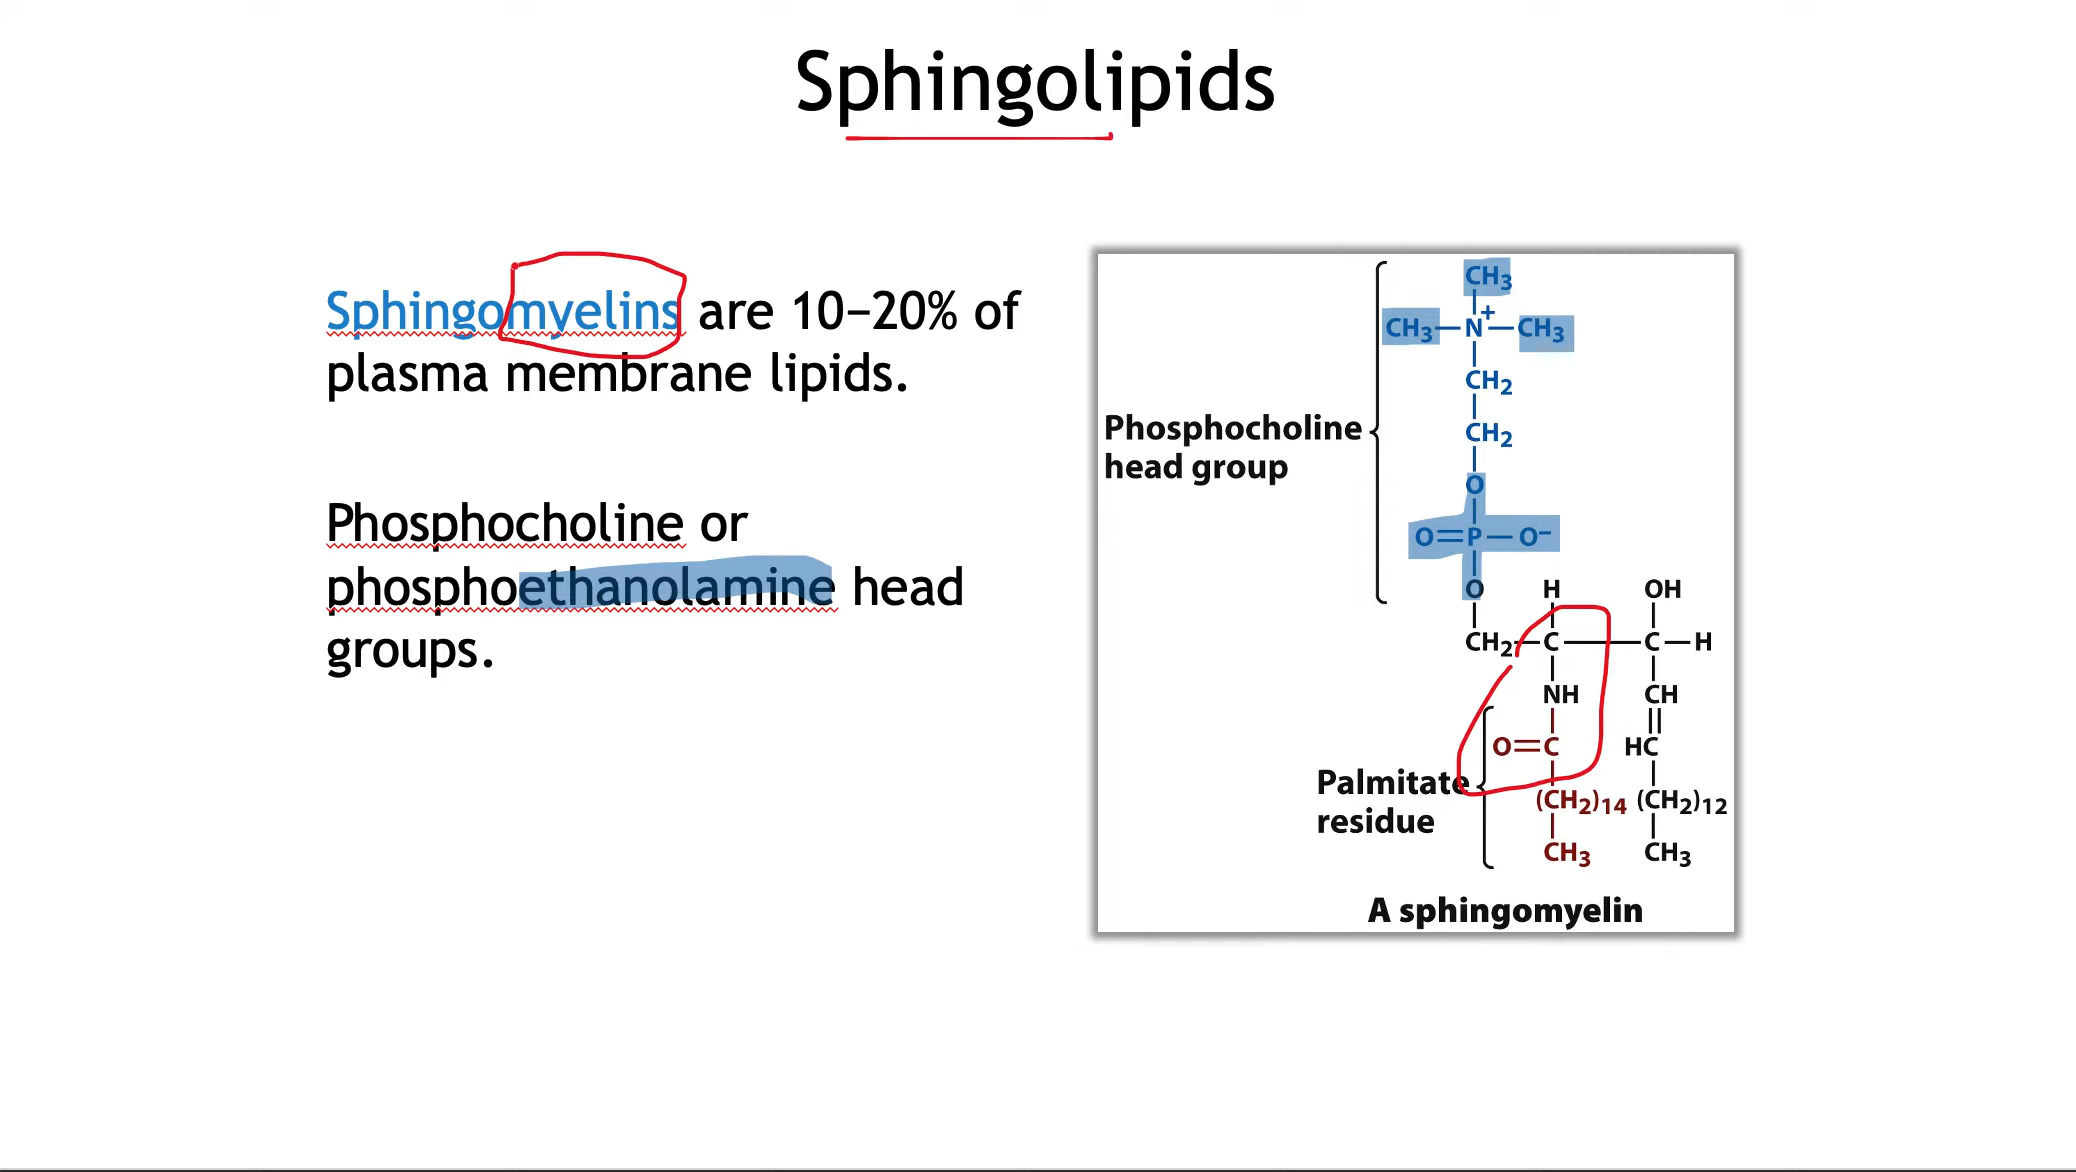 Sphingolipids
Sphingomyelins are 10–20% of
plasma membrane lipids.
Phosphocholine or
phosphoethanolamine head
groups.
CH3
CH3—N+—CH3
CH2
CH2
O
O=P—O−
O
Phosphocholine
head group
H
OH
CH2—C—C—H
NH
CH
O=C
HC
Palmitate
residue
(CH2)14
(CH2)12
CH3
CH3
A sphingomyelin